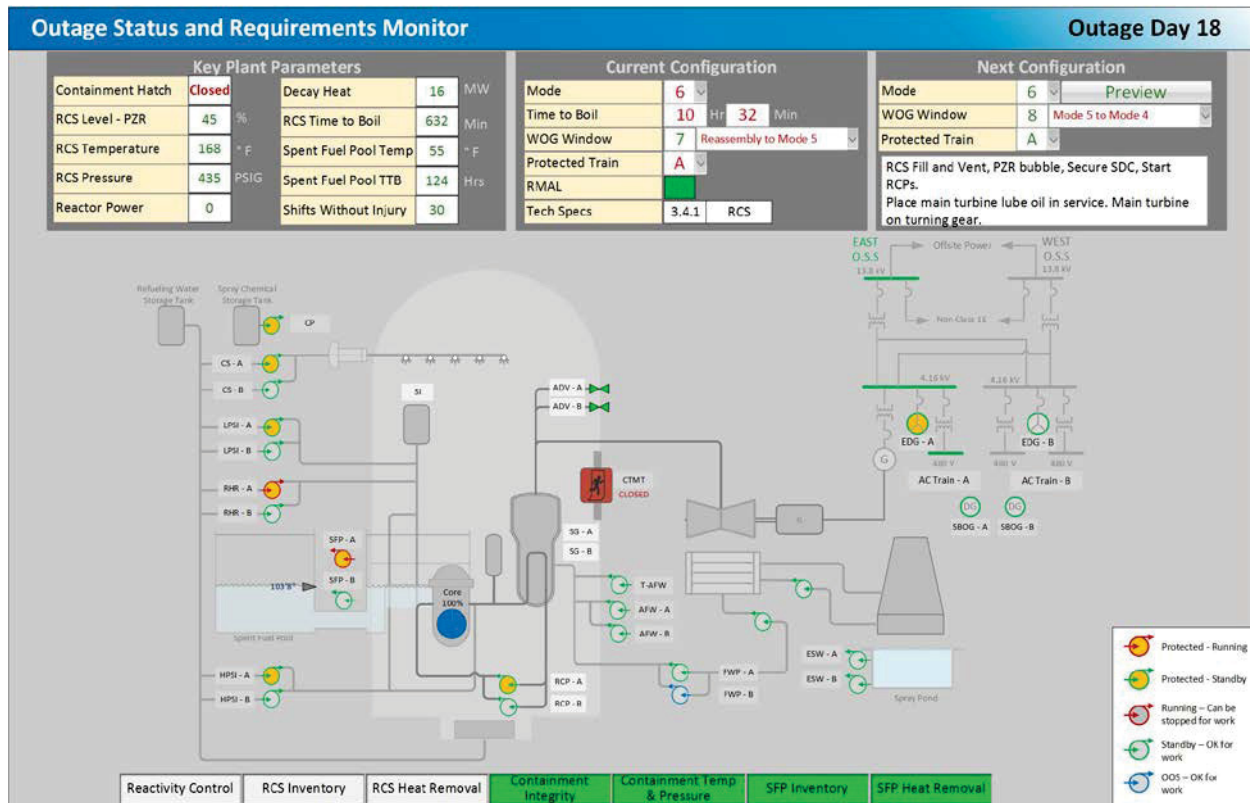 Outage Status and Requirements Monitor
Outage Day 18
Key Plant Parameters
Containment Hatch Closed
RCS Level - PZR 45 %
RCS Temperature 168 ° F
RCS Pressure 435 PSIG
Reactor Power 0
Decay Heat 16 MW
RCS Time to Boil 632 Min
Spent Fuel Pool Temp 55 ° F
Spent Fuel Pool TTB 124 Hrs
Shifts Without Injury 30
Current Configuration
Mode 6
Time to Boil 10 Hr 32 Min
WOG Window 7 Reassembly to Mode 5
Protected Train A
RMAL
Tech Specs 3.4.1 RCS
Next Configuration
Mode 6 Preview
WOG Window 8 Mode 5 to Mode 4
Protected Train A
RCS Fill and Vent, PZR bubble, Secure SDC, Start
RCPs.
Place main turbine lube oil in service. Main turbine
on turning gear.
EAST
O.S.S
13.8 kV
Offsite Power
WEST
O.S.S
13.8 kV
Non-Class 1E
Refueling Water
Storage Tank
Spray Chemical
Storage Tank
CP
CS - A
CS - B
SI
ADV - A
ADV - B
4.16 kV
4.16 kV
LPSI - A
LPSI - B
EDG - A
EDG - B
G
480 V
480 V
480 V
AC Train - A
AC Train - B
CTMT
CLOSED
RHR - A
RHR - B
DG
DG
SBOG - A
SBOG - B
SFP - A
SFP - B
SG - A
SG - B
103'8"
Core
100%
T-AFW
AFW - A
AFW - B
Spent Fuel Pool
ESW - A
ESW - B
Spray Pond
HPSI - A
HPSI - B
RCP - A
RCP - B
FWP - A
FWP - B
Protected - Running
Protected - Standby
Running – Can be
stopped for work
Standby – OK for
work
OOS – OK for
work
Reactivity Control
RCS Inventory
RCS Heat Removal
Containment
Integrity
Containment Temp
& Pressure
SFP Inventory
SFP Heat Removal